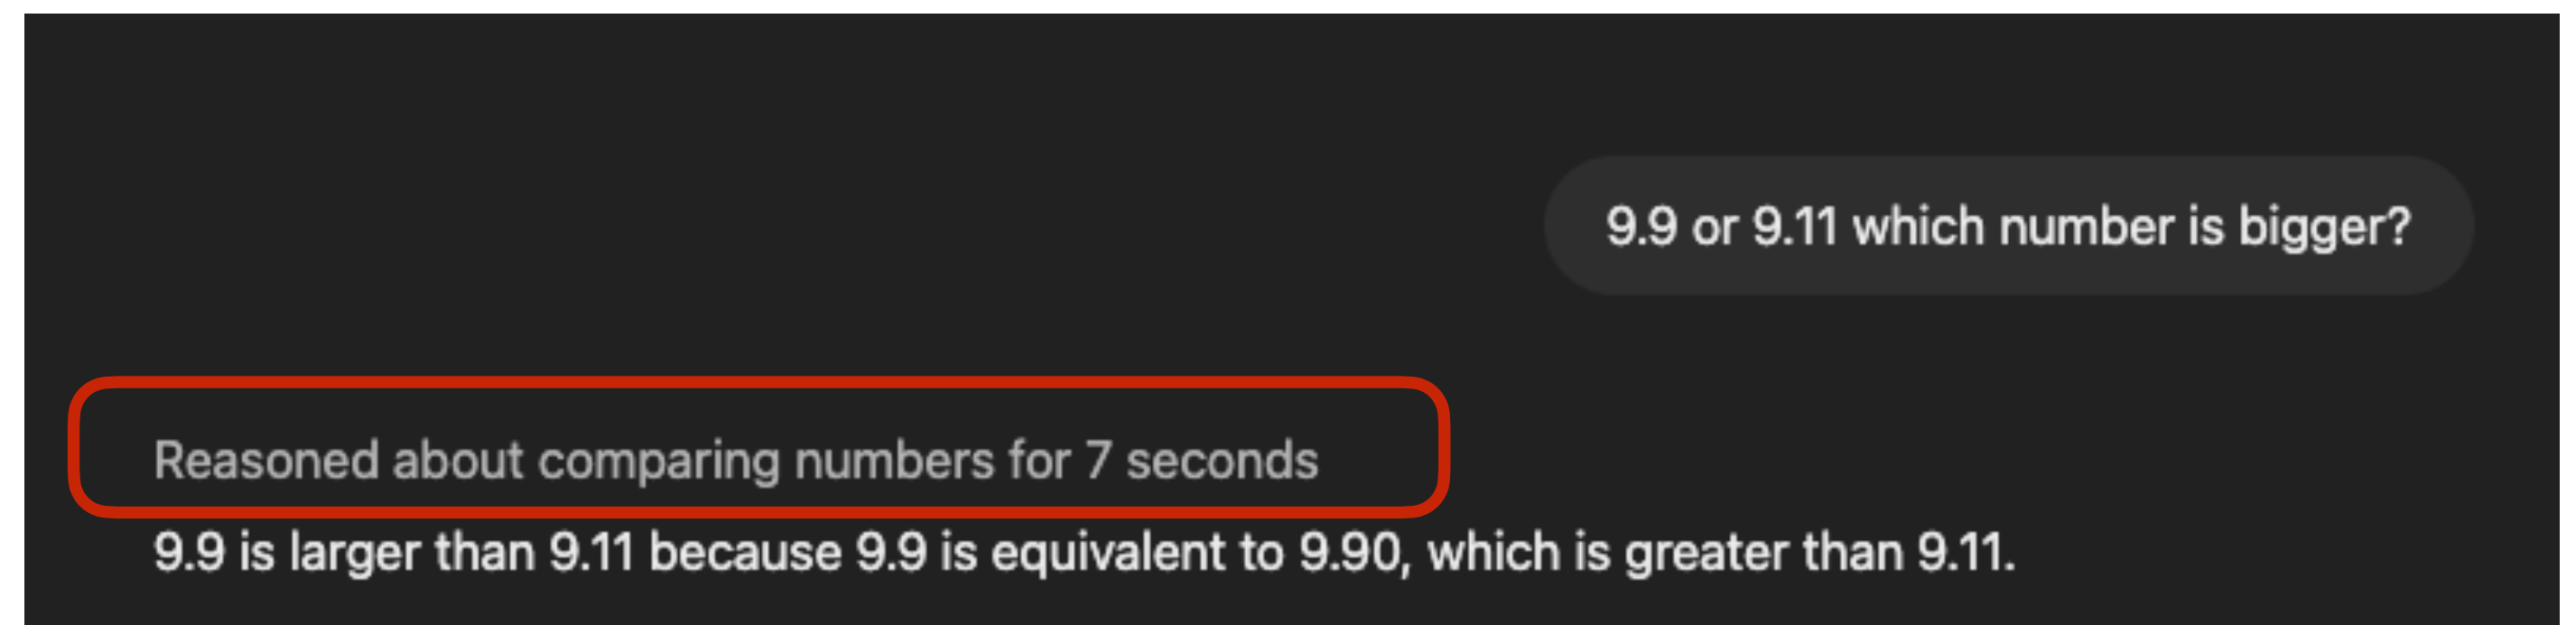 9.9 or 9.11 which number is bigger?
Reasoned about comparing numbers for 7 seconds
9.9 is larger than 9.11 because 9.9 is equivalent to 9.90, which is greater than 9.11.